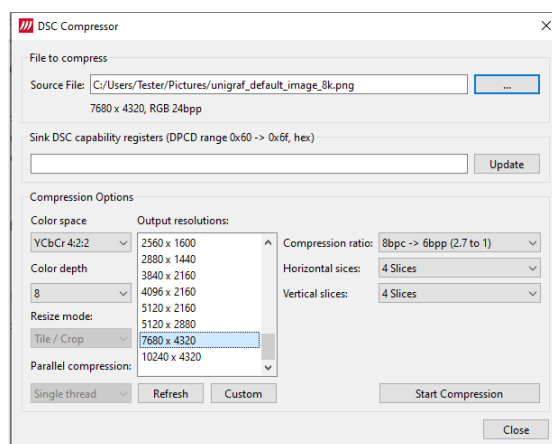 DSC Compressor
File to compress
Source File: C:/Users/Tester/Pictures/unigraf_default_image_8k.png ...
7680 x 4320, RGB 24bpp
Sink DSC capability registers (DPCD range 0x60 -> 0x6f, hex)
Update
Compression Options
Color space
YCbCr 4:2:2
Color depth
8
Resize mode:
Tile / Crop
Parallel compression:
Single thread
Output resolutions:
2560 x 1600
2880 x 1440
3840 x 2160
4096 x 2160
5120 x 2160
5120 x 2880
7680 x 4320
10240 x 4320
Refresh Custom
Compression ratio: 8bpc -> 6bpp (2.7 to 1)
Horizontal sices: 4 Slices
Vertical slices: 4 Slices
Start Compression
Close